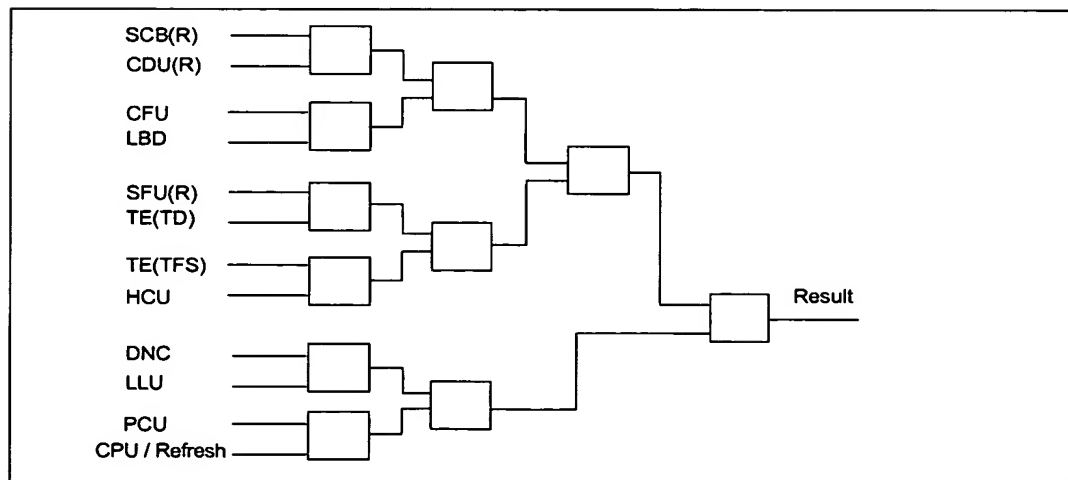 SCB(R)
CDU(R)
CFU
LBD
SFU(R)
TE(TD)
TE(TFS)
HCU
Result
DNC
LLU
PCU
CPU / Refresh